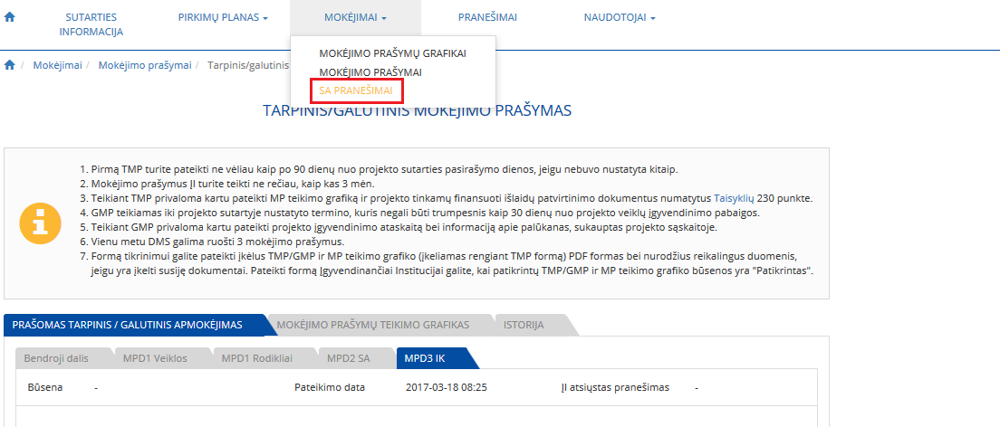 SUTARTIES
INFORMACIJA
PIRKIMŲ PLANAS
MOKĖJIMAI
PRANEŠIMAI
NAUDOTOJAI
MOKĖJIMO PRAŠYMŲ GRAFIKAI
MOKĖJIMO PRAŠYMAI
SA PRANEŠIMAI
/ Mokėjimai / Mokėjimo prašymai / Tarpinis/galutinis
TARPINIS/GALUTINIS MOKĖJIMO PRAŠYMAS
1. Pirmą TMP turite pateikti ne vėliau kaip po 90 dienų nuo projekto sutarties pasirašymo dienos, jeigu nebuvo nustatyta kitaip.
2. Mokėjimo prašymus ĮI turite teikti ne rečiau, kaip kas 3 mėn.
3. Teikiant TMP privaloma kartu pateikti MP teikimo grafiką ir projekto tinkamų finansuoti išlaidų patvirtinimo dokumentus numatytus Taisyklių 230 punkte.
4. GMP teikiamas iki projekto sutartyje nustatyto termino, kuris negali būti trumpesnis kaip 30 dienų nuo projekto veiklų įgyvendinimo pabaigos.
5. Teikiant GMP privaloma kartu pateikti projekto įgyvendinimo ataskaitą bei informaciją apie palūkanas, sukauptas projekto sąskaitoje.
6. Vienu metu DMS galima ruošti 3 mokėjimo prašymus.
7. Formą tikrinimui galite pateikti įkėlus TMP/GMP ir MP teikimo grafiko (įkeliamas rengiant TMP formą) PDF formas bei nurodžius reikalingus duomenis,
jeigu yra įkelti susiję dokumentai. Pateikti formą Įgyvendinančiai Institucijai galite, kai patikrintų TMP/GMP ir MP teikimo grafiko būsenos yra "Patikrintas".
PRAŠOMAS TARPINIS / GALUTINIS APMOKĖJIMAS
MOKĖJIMO PRAŠYMŲ TEIKIMO GRAFIKAS
ISTORIJA
Bendroji dalis
MPD1 Veiklos
MPD1 Rodikliai
MPD2 SA
MPD3 IK
Būsena -
Pateikimo data 2017-03-18 08:25
ĮI atsiųstas pranešimas -